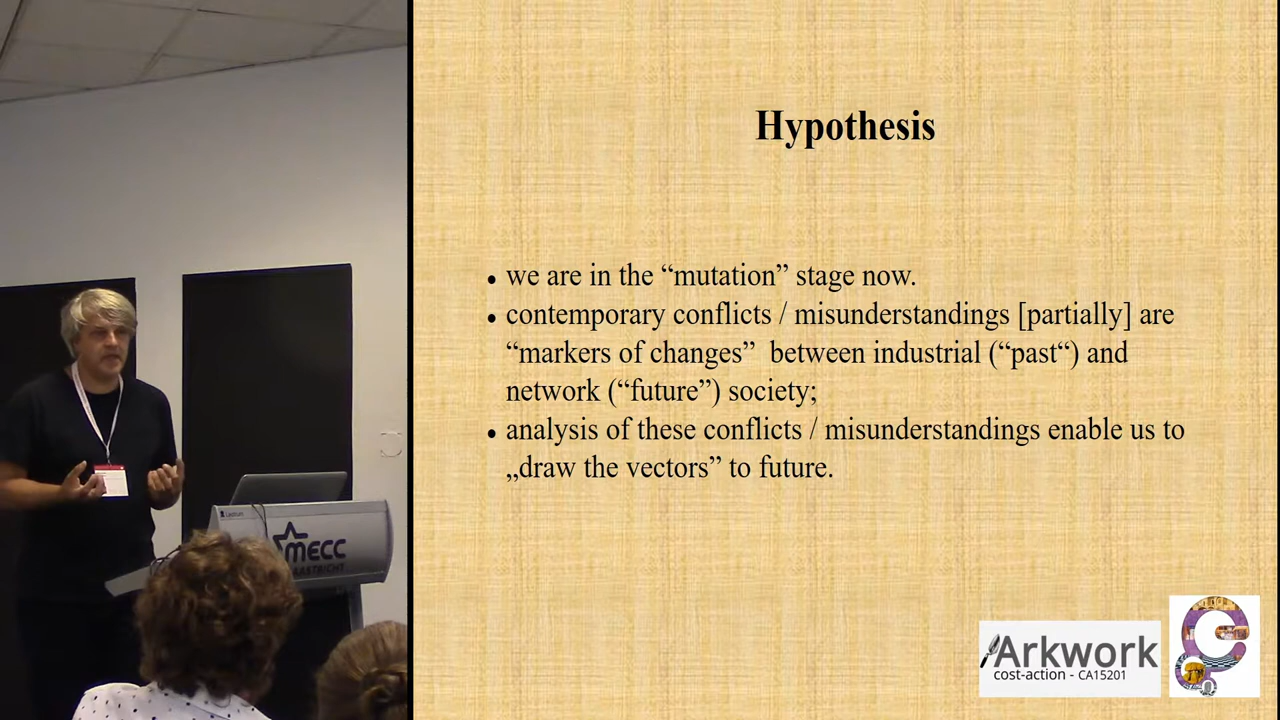 Hypothesis
• we are in the “mutation” stage now.
• contemporary conflicts / misunderstandings [partially] are
“markers of changes”  between industrial (“past“) and
network (“future”) society;
• analysis of these conflicts / misunderstandings enable us to
„draw the vectors” to future.
mecc
MAASTRICHT
Arkwork
cost-action - CA15201